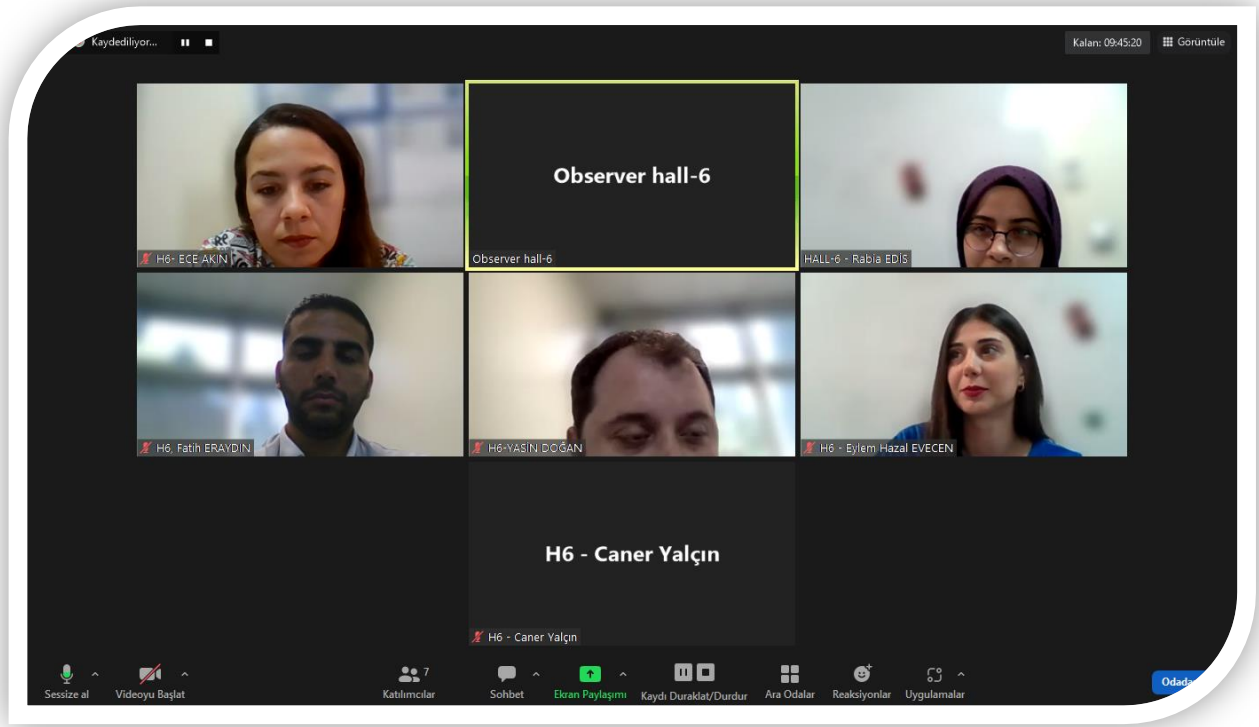 Kaydediliyor...
Kalan: 09:45:20
Görüntüle
H6- ECE AKIN
Observer hall-6
Observer hall-6
HALL-6 - Rabia EDİS
H6, Fatih ERAYDIN
H6-YASİN DOĞAN
H6 - Eylem Hazal EVECEN
H6 - Caner Yalçın
H6 - Caner Yalçın
Sessize al
Videoyu Başlat
7
Katılımcılar
Sohbet
Ekran Paylaşımı
Kaydı Duraklat/Durdur
Ara Odalar
Reaksiyonlar
Uygulamalar